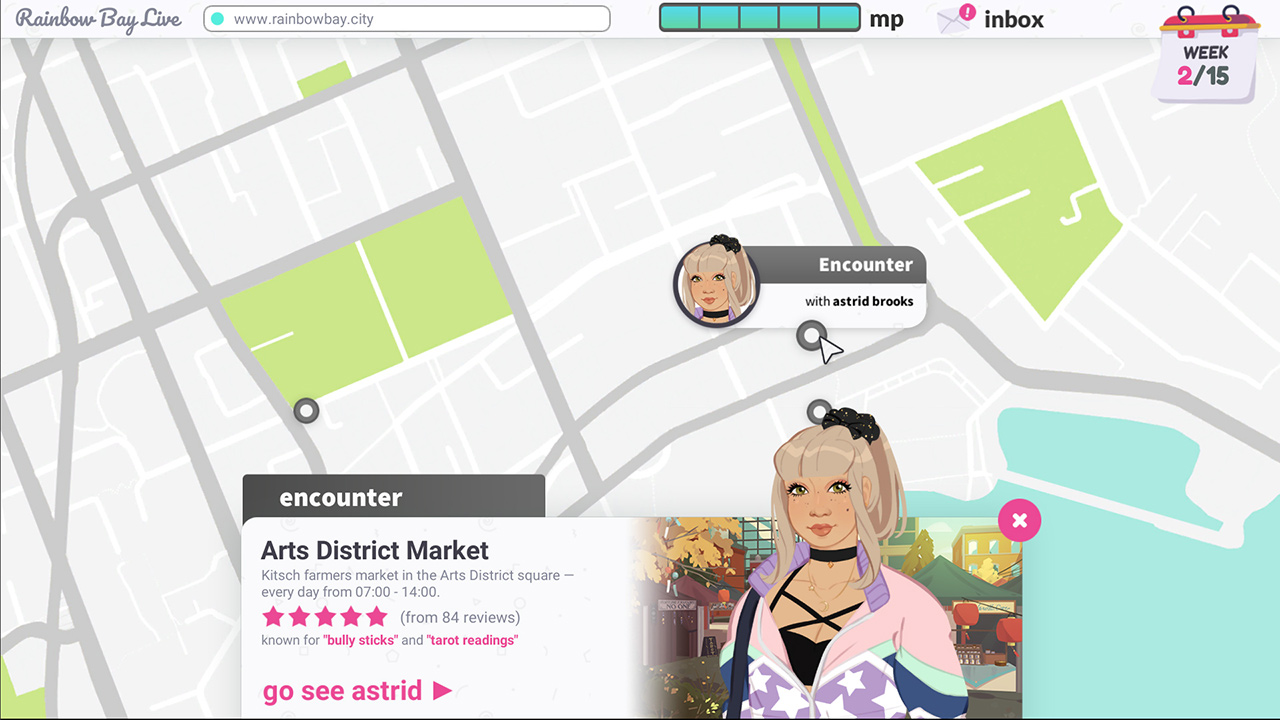 Rainbow Bay Live
www.rainbowbay.city
mp
inbox
WEEK
2/15
Encounter
with astrid brooks
encounter
Arts District Market
Kitsch farmers market in the Arts District square —
every day from 07:00 - 14:00.
(from 84 reviews)
known for "bully sticks" and "tarot readings"
go see astrid